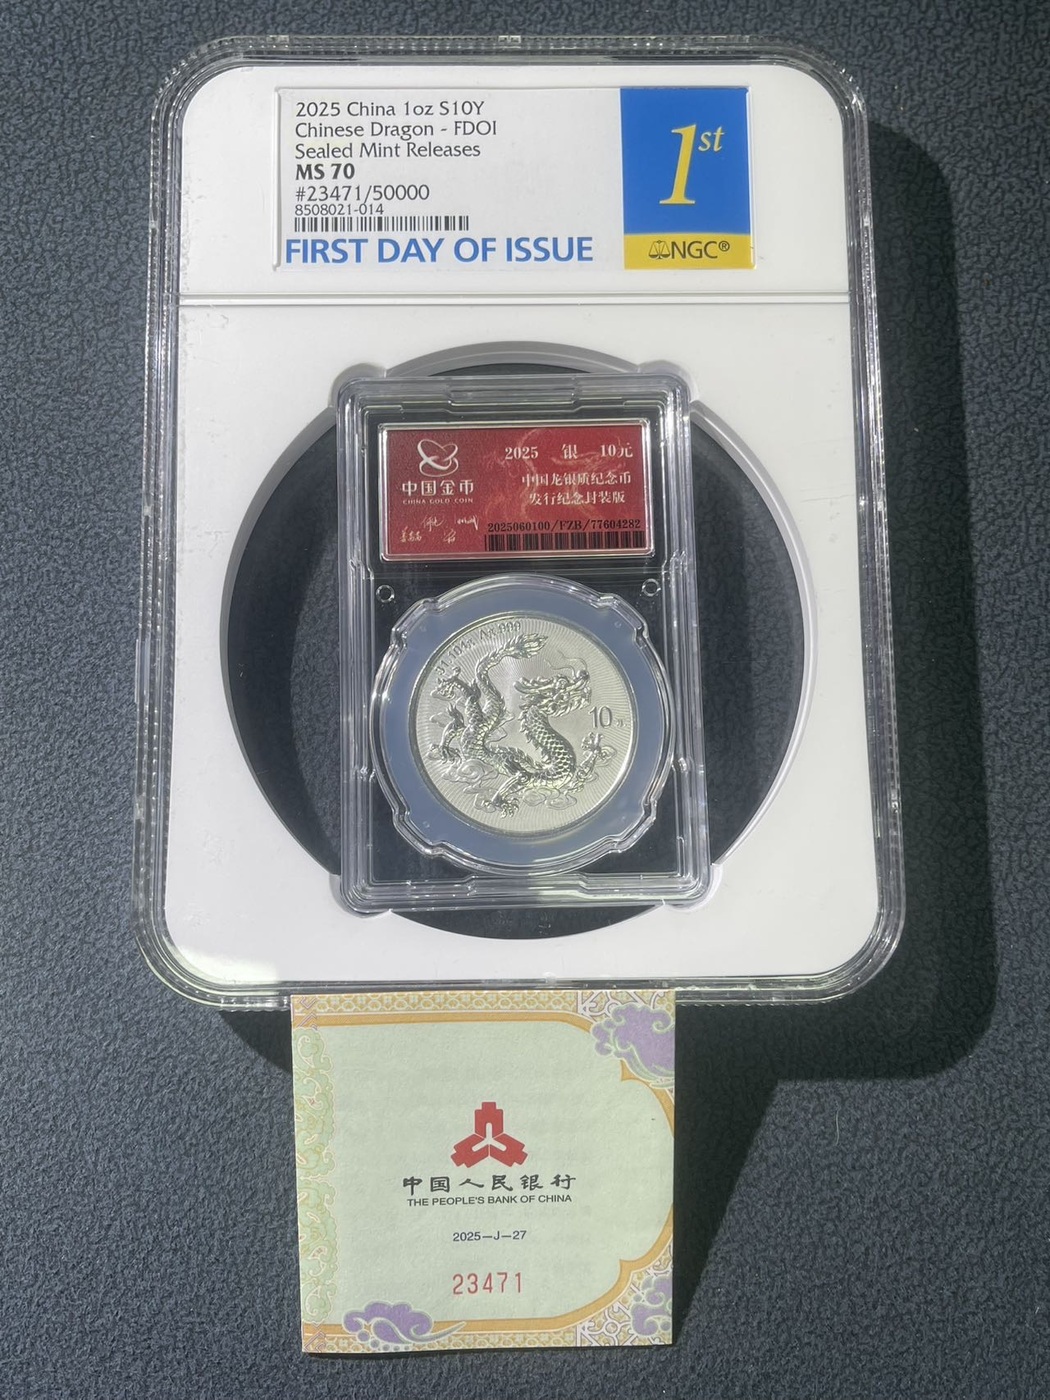 2025 China 1oz S10Y
Chinese Dragon - FDOI
Sealed Mint Releases
MS 70
#23471/50000
8508021-014
FIRST DAY OF ISSUE
1st
NGC®
中国金币
CHINA GOLD COIN
2025 银 10元
中国龙银质纪念币
发行纪念封装版
2025060100/FZB/77604282
10元
中国人民银行
THE PEOPLE'S BANK OF CHINA
2025—J—27
23471